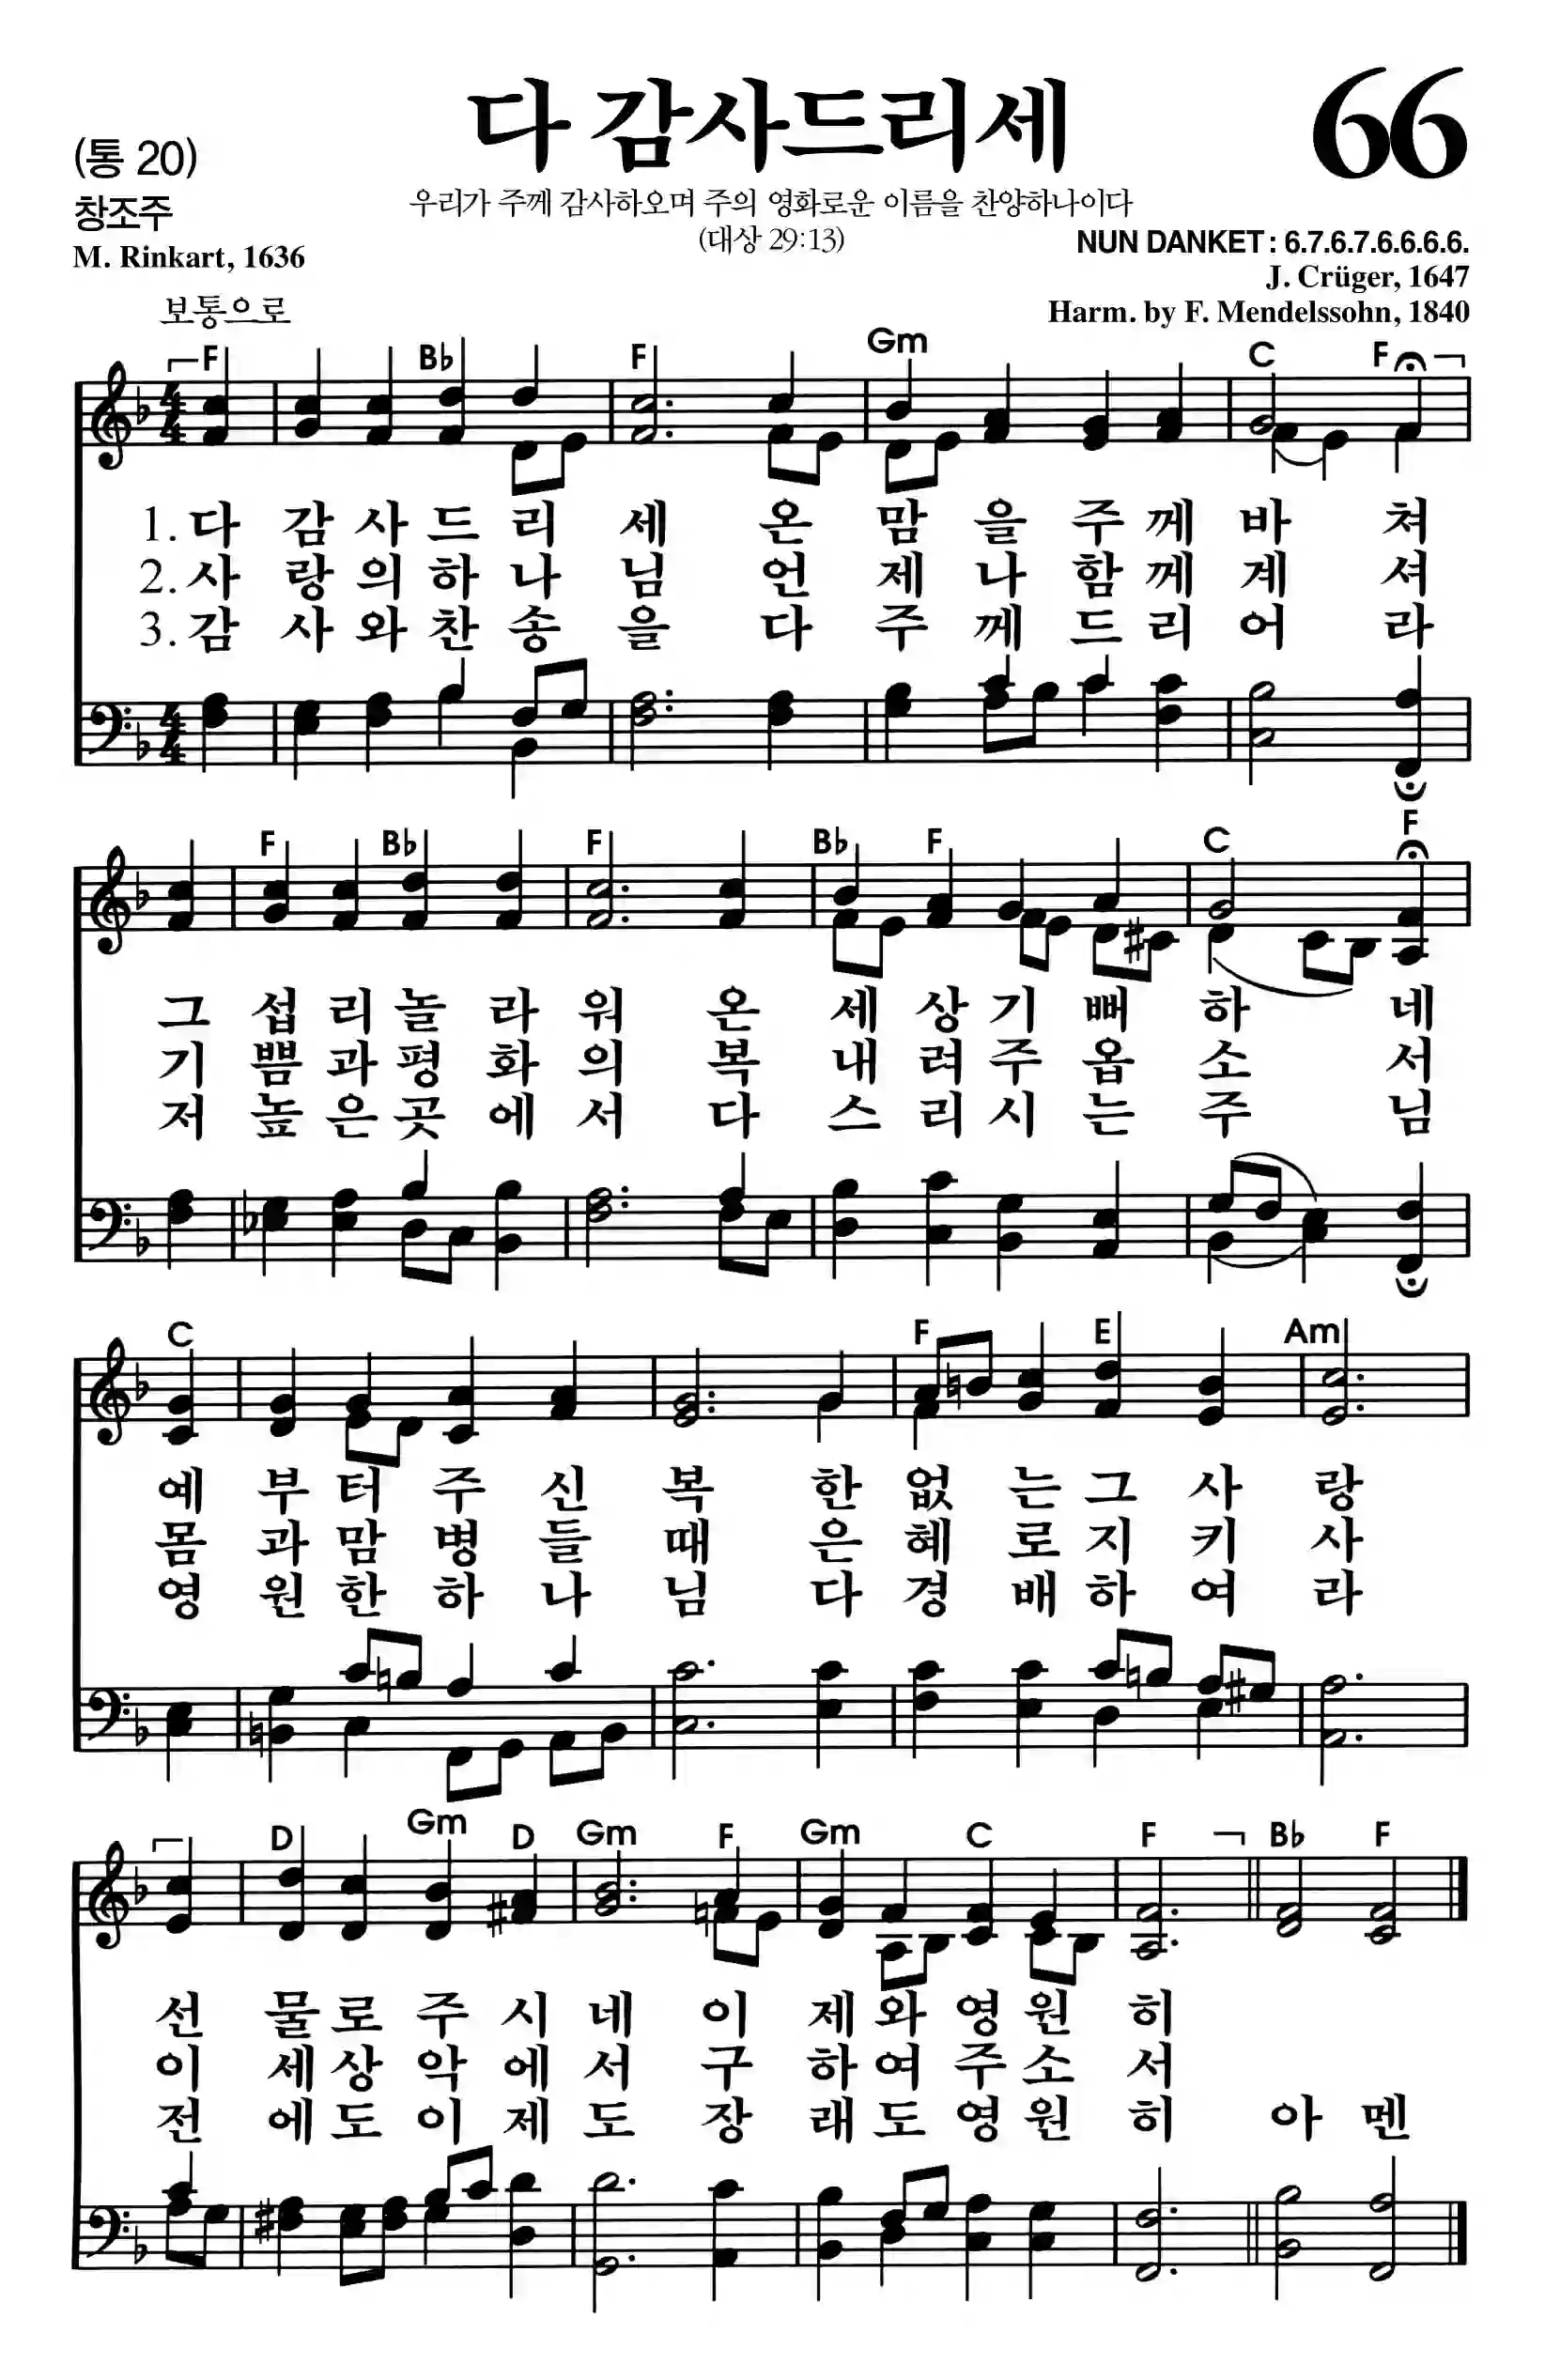 다 감사드리세
66
(통 20)
창조주
우리가 주께 감사하오며 주의 영화로운 이름을 찬양하나이다
(대상 29:13)
M. Rinkart, 1636
NUN DANKET : 6.7.6.7.6.6.6.6.
J. Crüger, 1647
Harm. by F. Mendelssohn, 1840
보통으로
F B♭ F Gm C F
4 4
1. 다 감 사 드 리 세 온 맘 을 주 께 바 쳐
2. 사 랑 의 하 나 님 언 제 나 함 께 계 셔
3. 감 사 와 찬 송 을 다 주 께 드 리 어 라
4 4
F B♭ F B♭ F C F
그 섭 리 놀 라 워 온 세 상 기 뻐 하 네
기 쁨 과 평 화 의 복 내 려 주 옵 소 서
저 높 은 곳 에 서 다 스 리 시 는 주 님
C F E Am
예 부 터 주 신 복 한 없 는 그 사 랑
몸 과 맘 병 들 때 은 혜 로 지 키 사
영 원 한 하 나 님 다 경 배 하 여 라
D Gm D Gm F Gm C F B♭ F
선 물 로 주 시 네 이 제 와 영 원 히
이 세 상 악 에 서 구 하 여 주 소 서
전 에 도 이 제 도 장 래 도 영 원 히 아 멘